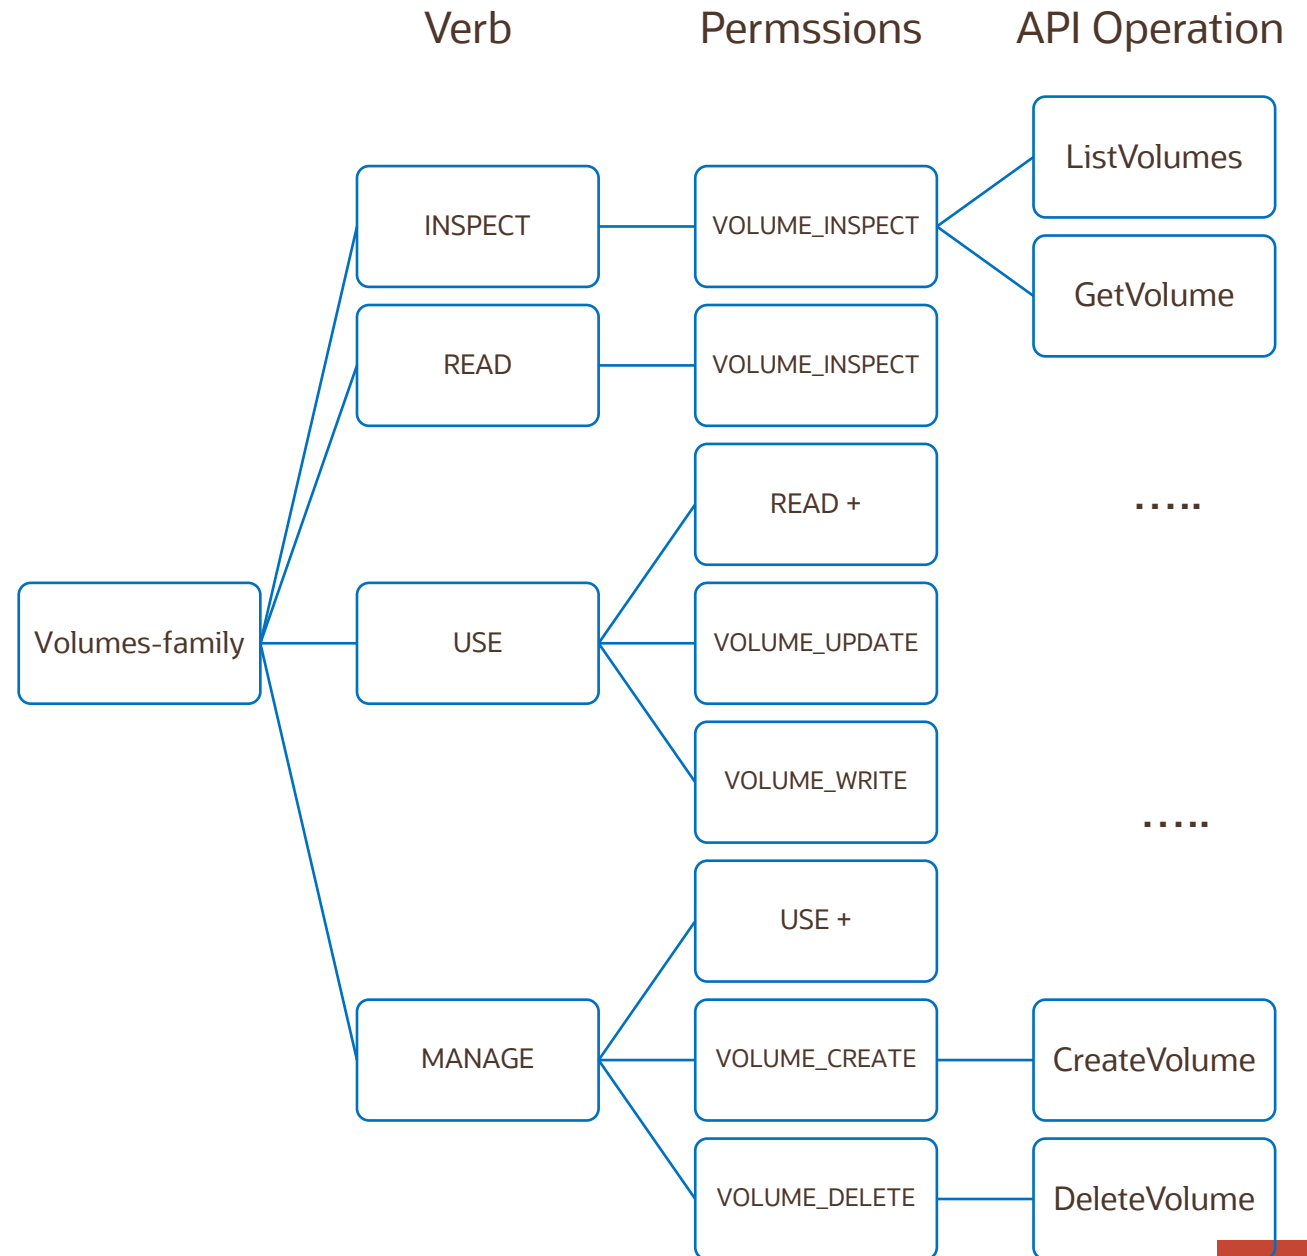 Verb
Permssions
API Operation
ListVolumes
INSPECT
VOLUME_INSPECT
GetVolume
READ
VOLUME_INSPECT
READ +
.....
Volumes-family
USE
VOLUME_UPDATE
VOLUME_WRITE
.....
USE +
MANAGE
VOLUME_CREATE
CreateVolume
VOLUME_DELETE
DeleteVolume